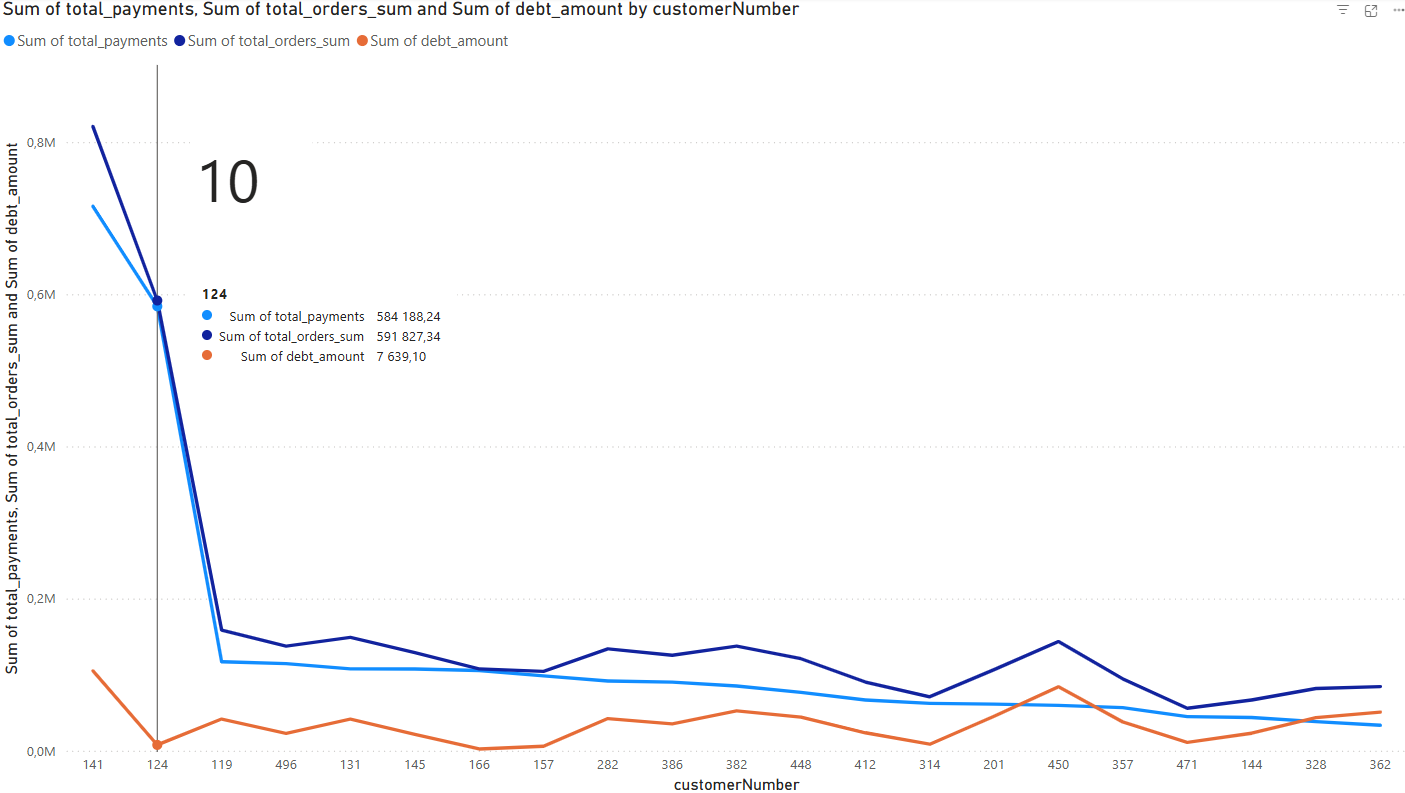 Sum of total_payments, Sum of total_orders_sum and Sum of debt_amount by customerNumber
Sum of total_payments Sum of total_orders_sum Sum of debt_amount
Sum of total_payments, Sum of total_orders_sum and Sum of debt_amount
0,8M
0,6M
0,4M
0,2M
0,0M
10
124
Sum of total_payments 584 188,24
Sum of total_orders_sum 591 827,34
Sum of debt_amount 7 639,10
141 124 119 496 131 145 166 157 282 386 382 448 412 314 201 450 357 471 144 328 362
customerNumber